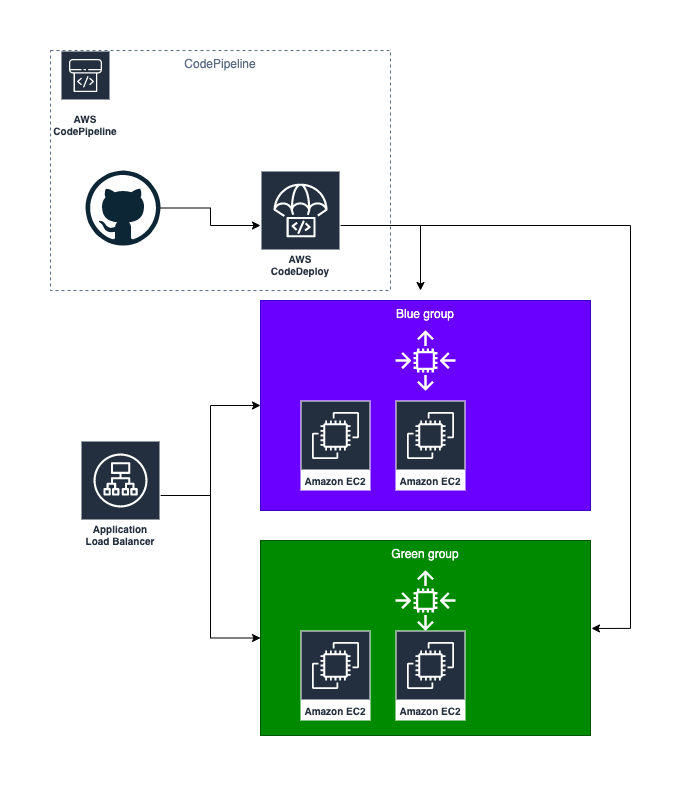 CodePipeline
AWS
CodePipeline
AWS
CodeDeploy
Blue group
Amazon EC2 Amazon EC2
Application
Load Balancer
Green group
Amazon EC2 Amazon EC2